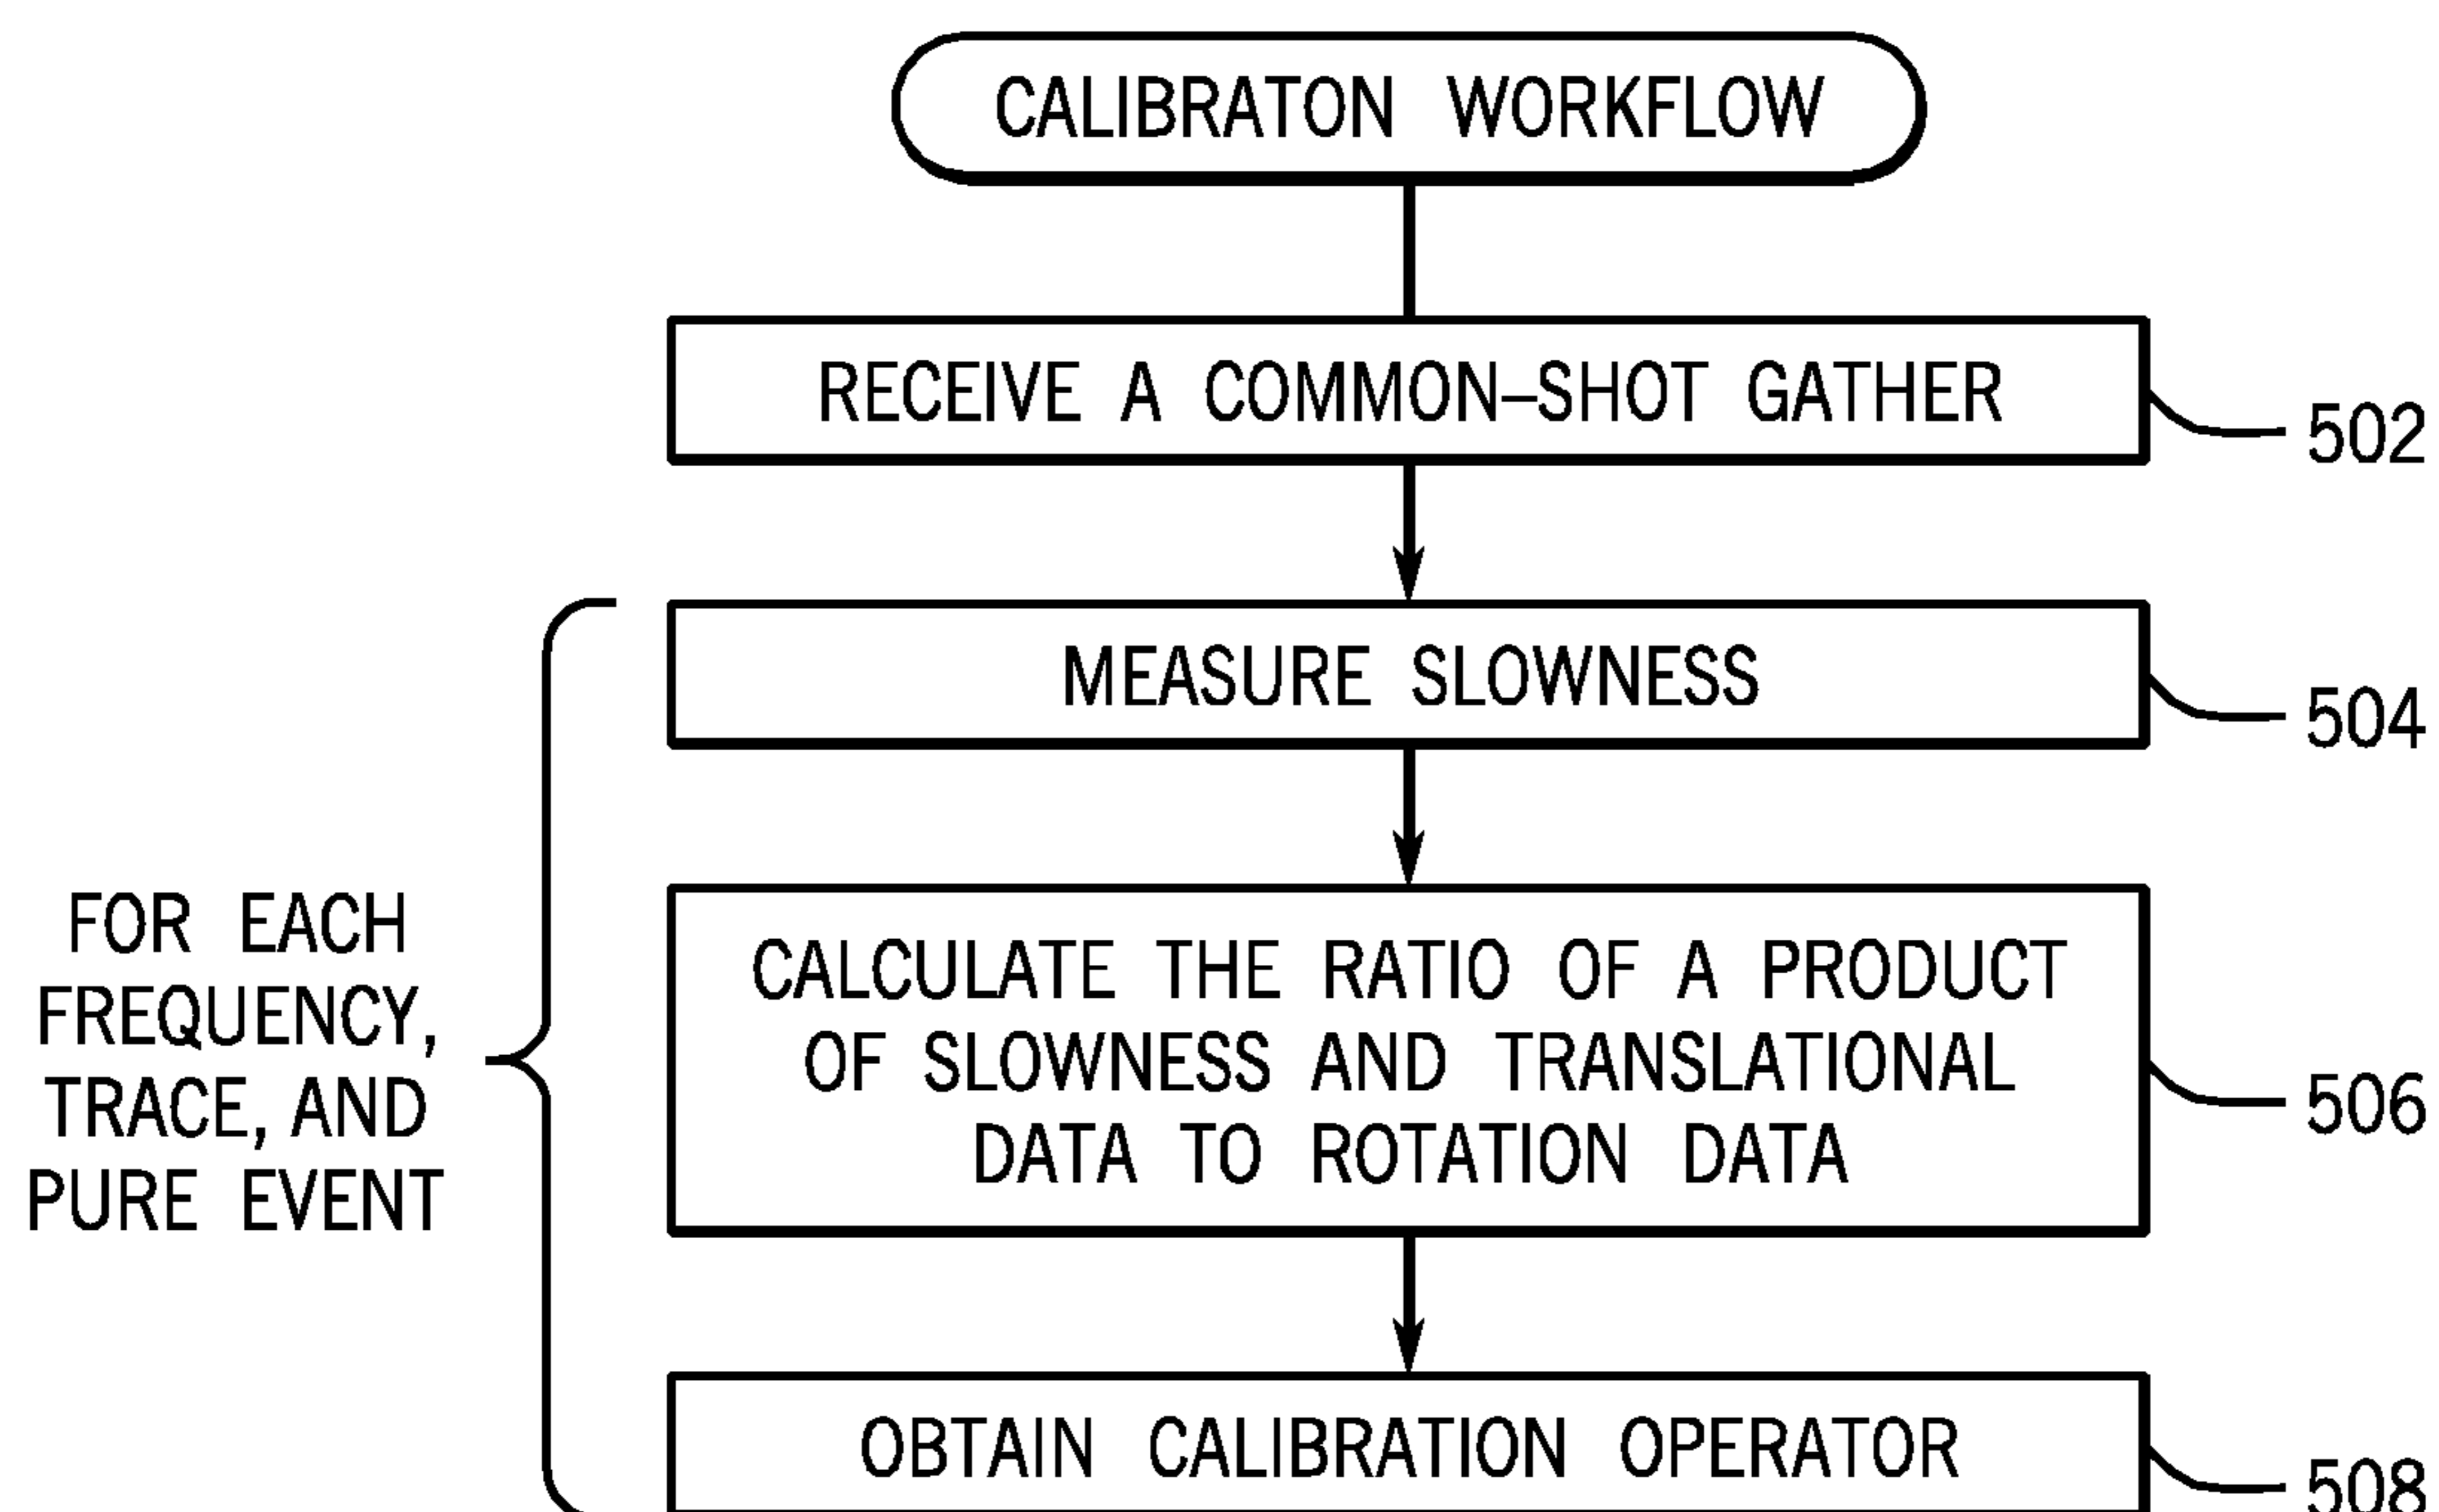 CALIBRATON WORKFLOW
RECEIVE A COMMON–SHOT GATHER
502
MEASURE SLOWNESS
504
FOR EACH
FREQUENCY,
TRACE, AND
PURE EVENT
CALCULATE THE RATIO OF A PRODUCT
OF SLOWNESS AND TRANSLATIONAL
DATA TO ROTATION DATA
506
OBTAIN CALIBRATION OPERATOR
508